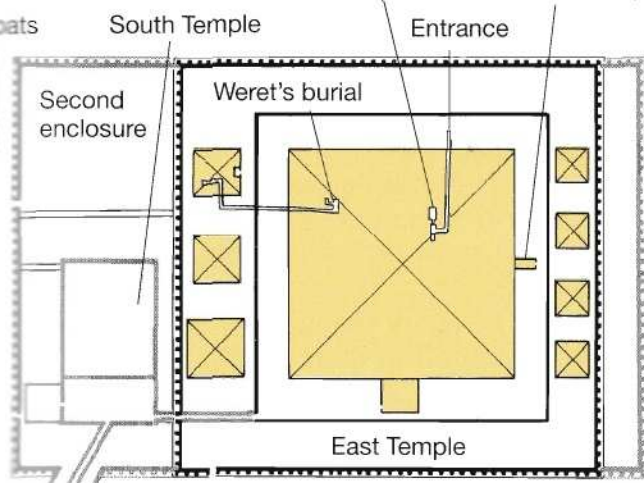 South Temple
Entrance
Second
enclosure
Weret's burial
East Temple